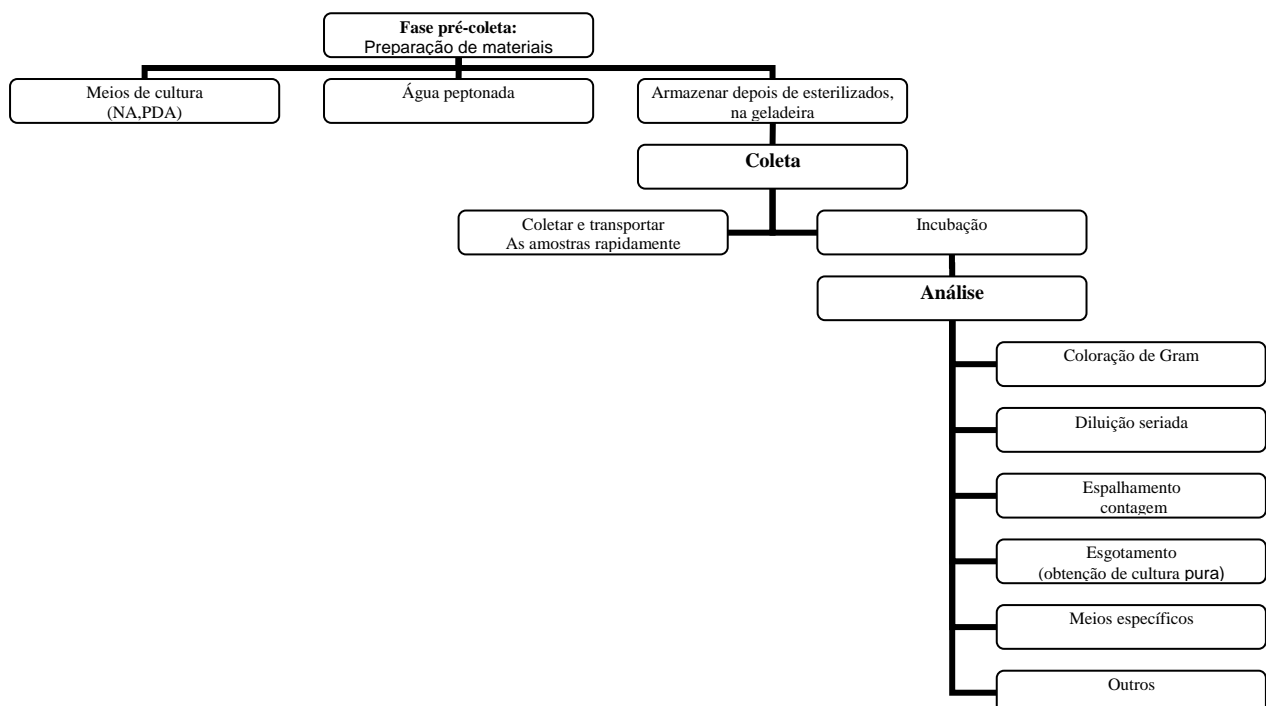 Fase pré-coleta:
Preparação de materiais
Meios de cultura
(NA,PDA)
Água peptonada
Armazenar depois de esterilizados,
na geladeira
Coleta
Coletar e transportar
As amostras rapidamente
Incubação
Análise
Coloração de Gram
Diluição seriada
Espalhamento
contagem
Esgotamento
(obtenção de cultura pura)
Meios específicos
Outros